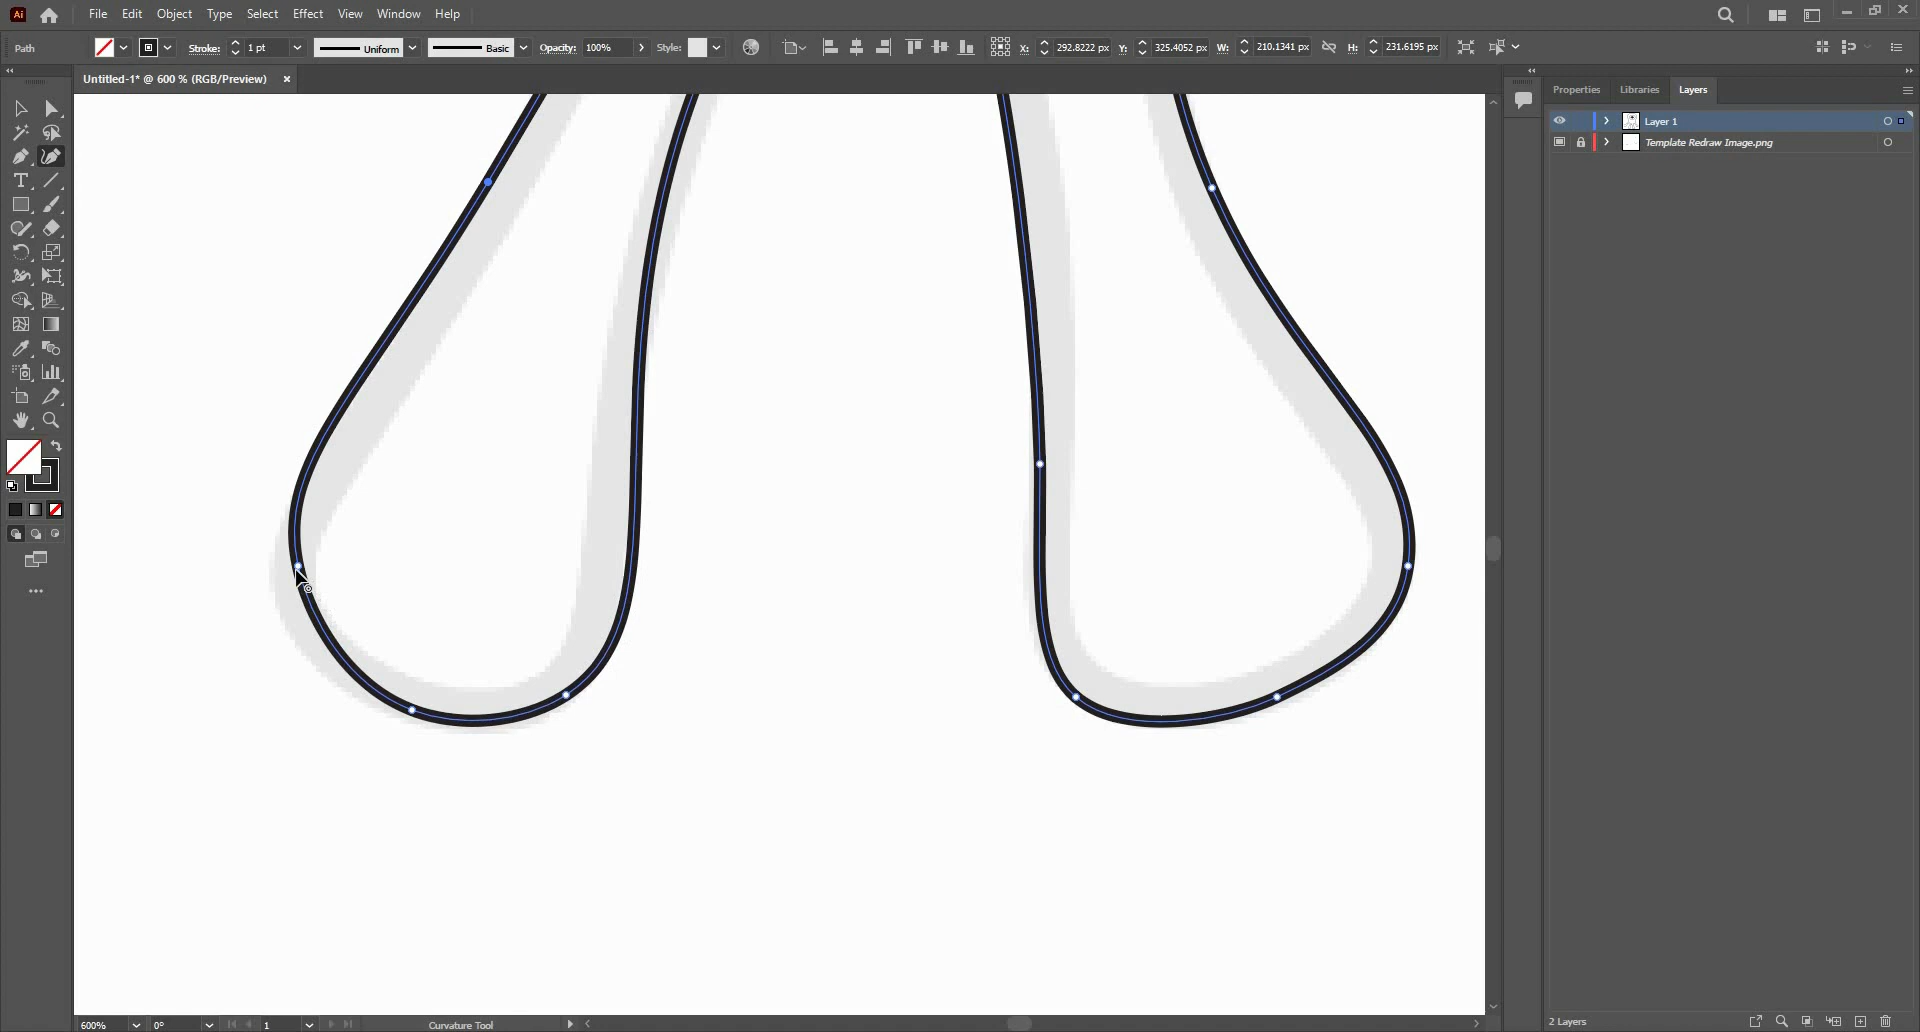 Ai File Edit Object Type Select Effect View Window Help
Path Stroke: 1 pt Uniform Basic Opacity: 100% Style: X: 292.8222 px Y: 325.4052 px W: 210.1341 px H: 231.6195 px
Untitled-1* @ 600 % (RGB/Preview)
Properties Libraries Layers
Layer 1
Template Redraw Image.png
600% 0° 1 Curvature Tool
2 Layers